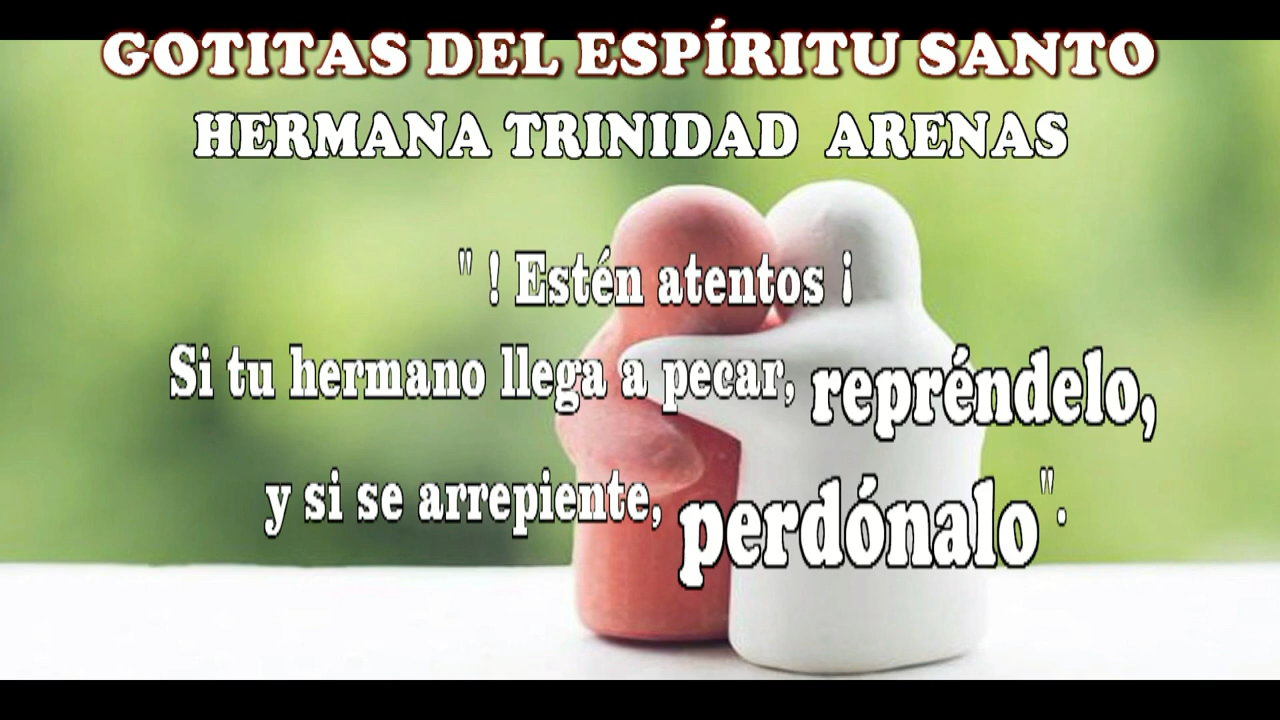 GOTITAS DEL ESPÍRITU SANTO
HERMANA TRINIDAD ARENAS
" ! Estén atentos ¡
Si tu hermano llega a pecar, repréndelo,
y si se arrepiente, perdónalo".